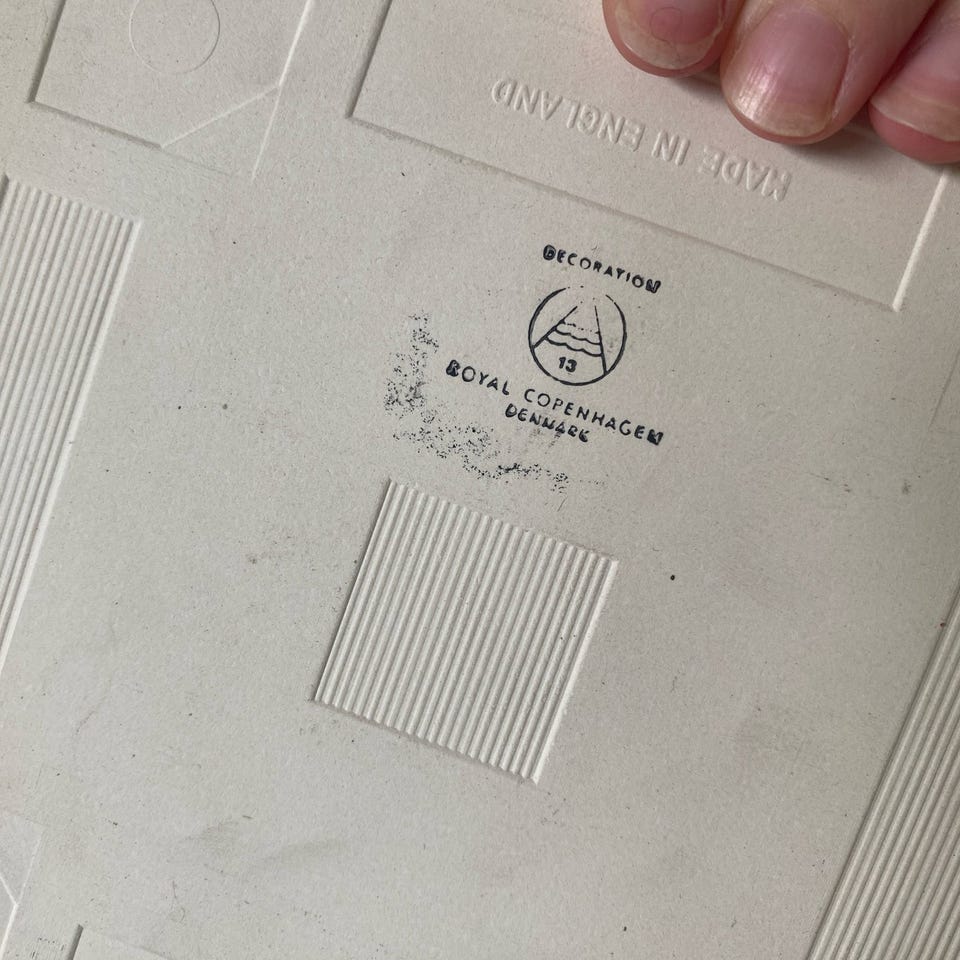 MADE IN ENGLAND
DECORATION
13
ROYAL COPENHAGEN
DENMARK